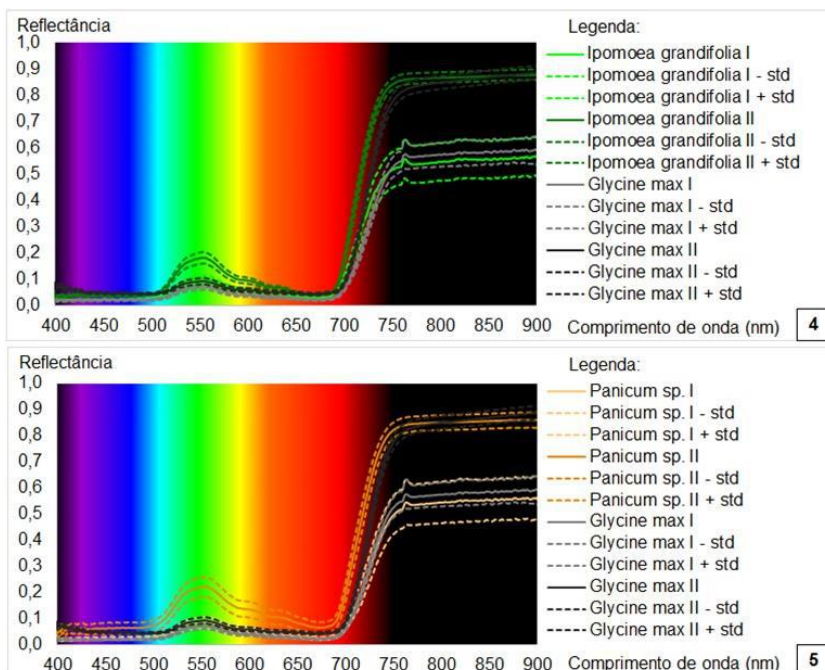 Reflectância
Legenda:
1,0
0,9
0,8
0,7
0,6
0,5
0,4
0,3
0,2
0,1
0,0
400 450 500 550 600 650 700 750 800 850 900 Comprimento de onda (nm) 4
Ipomoea grandifolia I
Ipomoea grandifolia I - std
Ipomoea grandifolia I + std
Ipomoea grandifolia II
Ipomoea grandifolia II - std
Ipomoea grandifolia II + std
Glycine max I
Glycine max I - std
Glycine max I + std
Glycine max II
Glycine max II - std
Glycine max II + std
Reflectância
Legenda:
1,0
0,9
0,8
0,7
0,6
0,5
0,4
0,3
0,2
0,1
0,0
400 450 500 550 600 650 700 750 800 850 900 Comprimento de onda (nm) 5
Panicum sp. I
Panicum sp. I - std
Panicum sp. I + std
Panicum sp. II
Panicum sp. II - std
Panicum sp. II + std
Glycine max I
Glycine max I - std
Glycine max I + std
Glycine max II
Glycine max II - std
Glycine max II + std